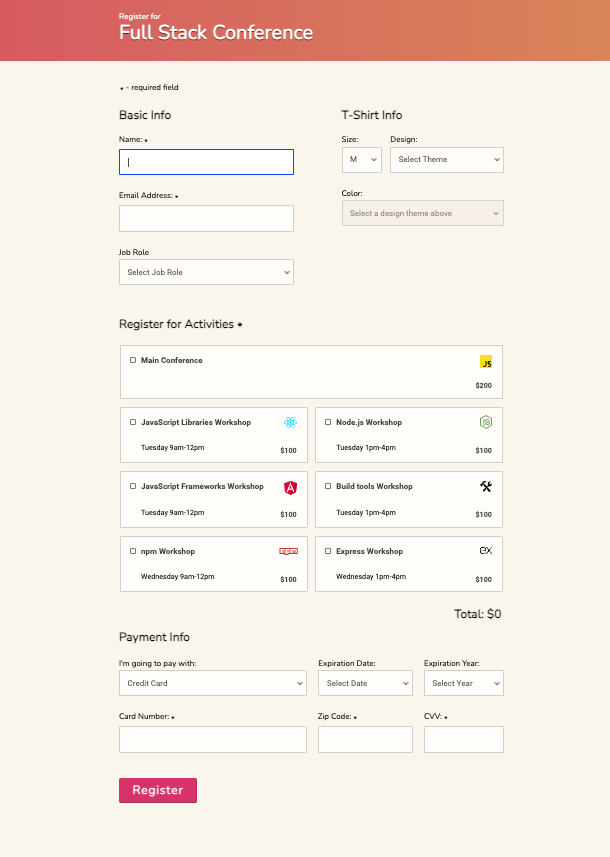 Register for
Full Stack Conference
* - required field
Basic Info
Name: *
Email Address: *
Job Role
Select Job Role
T-Shirt Info
Size:
Design:
M
Select Theme
Color:
Select a design theme above
Register for Activities *
Main Conference
JS
$200
JavaScript Libraries Workshop
Tuesday 9am-12pm
$100
Node.js Workshop
JS
Tuesday 1pm-4pm
$100
JavaScript Frameworks Workshop
A
Tuesday 9am-12pm
$100
Build tools Workshop
Tuesday 1pm-4pm
$100
npm Workshop
npm
Wednesday 9am-12pm
$100
Express Workshop
ex
Wednesday 1pm-4pm
$100
Total: $0
Payment Info
I'm going to pay with:
Credit Card
Expiration Date:
Select Date
Expiration Year:
Select Year
Card Number: *
Zip Code: *
CVV: *
Register